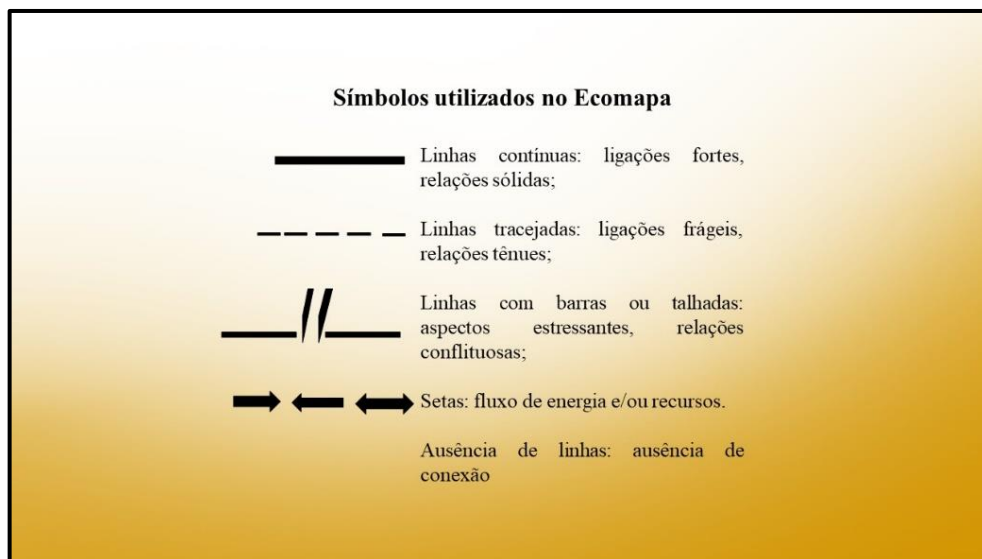 Símbolos utilizados no Ecomapa
Linhas contínuas: ligações fortes,
relações sólidas;
Linhas tracejadas: ligações frágeis,
relações tênues;
Linhas com barras ou talhadas:
aspectos estressantes, relações
conflituosas;
Setas: fluxo de energia e/ou recursos.
Ausência de linhas: ausência de
conexão